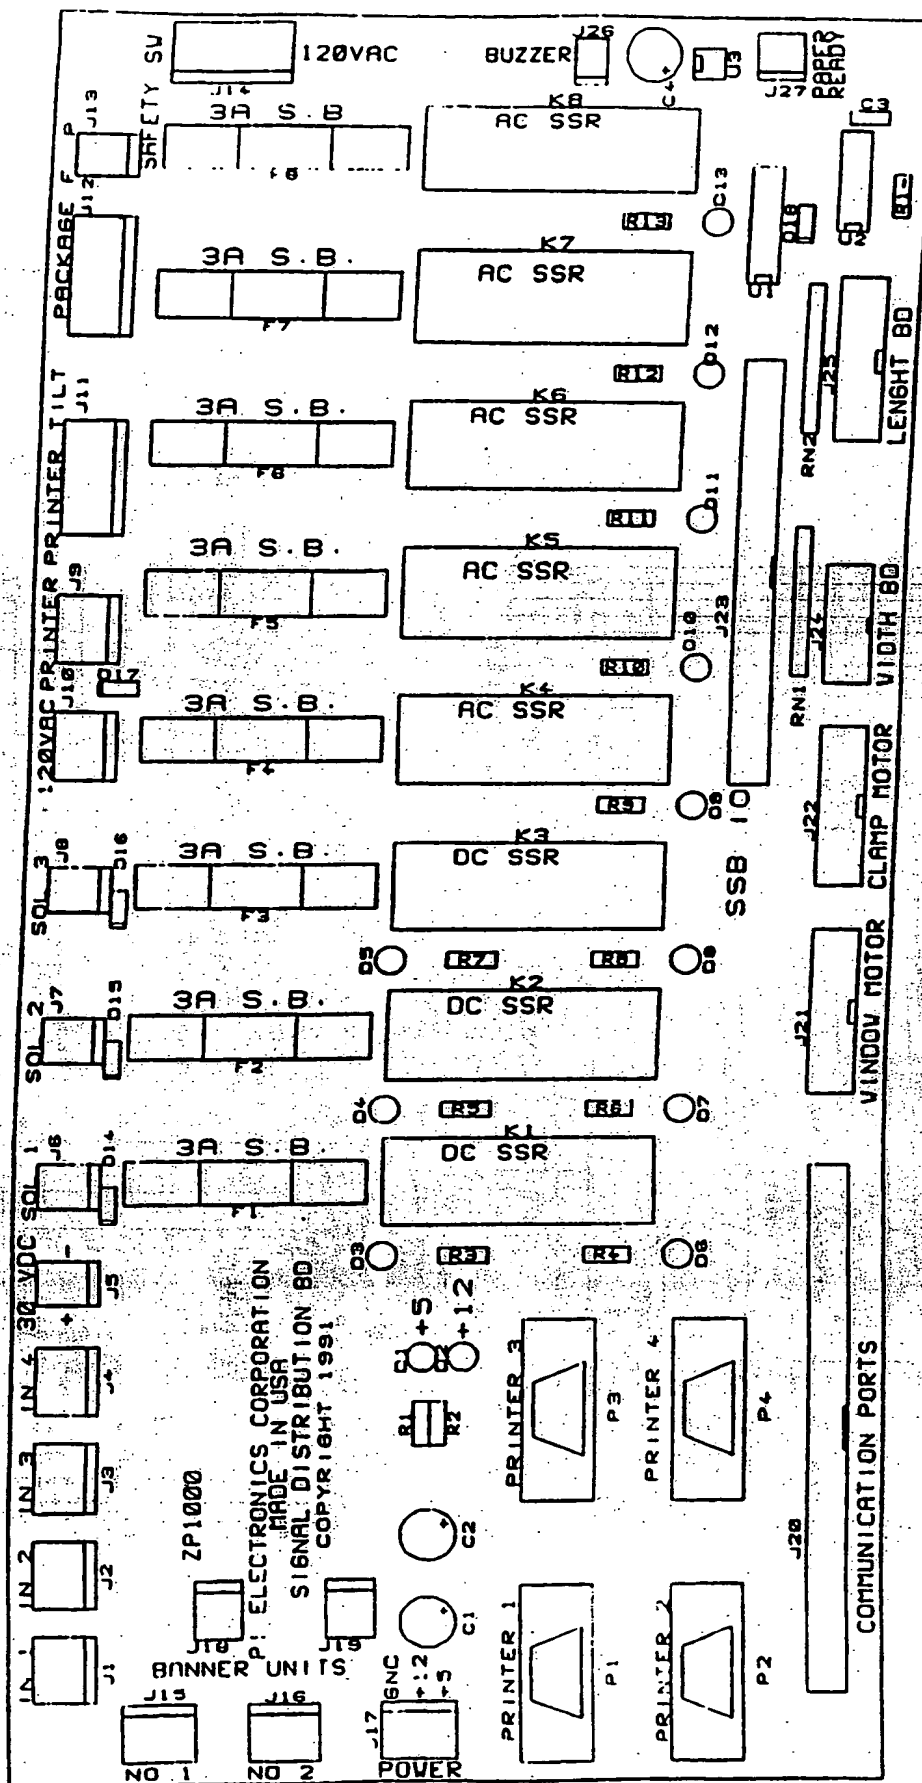 SAFETY SW
J14
120VAC
BUZZER
J26
C4
U3
J27
PAPER
READY
P
J13
3A S.B
K8
AC SSR
C3
PACKAGE F
J12
R13
C13
D18
3A S.B.
F7
K7
AC SSR
R12
D12
J25
LENGHT BD
RN2
PRINTER TILT
J11
3A S.B.
F6
K6
AC SSR
R11
D11
PRINTER
J9
3A S.B.
F5
K5
AC SSR
R10
D10
J23
RN1
J24
WIDTH BD
120VAC
J10
D17
3A S.B.
F4
K4
AC SSR
R9
D9
SSB IO
J22
CLAMP MOTOR
SOL 3
J8
D16
3A S.B.
F3
K3
DC SSR
D5
R7
R8
D8
J21
WINDOW MOTOR
SOL 2
J7
D15
3A S.B.
F2
K2
DC SSR
D4
R5
R6
D7
SOL 1
J6
D14
3A S.B.
F1
K1
DC SSR
D3
R3
R4
D6
30 VDC
+ -
J5
+5
+12
R1
R2
IN 4
J4
IN 3
J3
IN 2
J2
IN 1
J1
ZP1000
P! ELECTRONICS CORPORATION
MADE IN USA
SIGNAL DISTRIBUTION BD
COPYRIGHT 1991
C2
C1
PRINTER 3
P3
PRINTER 4
P4
PRINTER 1
P1
PRINTER 2
P2
J20
COMMUNICATION PORTS
J18
J19
BANNER UNITS
J15
NO 1
J16
NO 2
J17
+12
+5
POWER